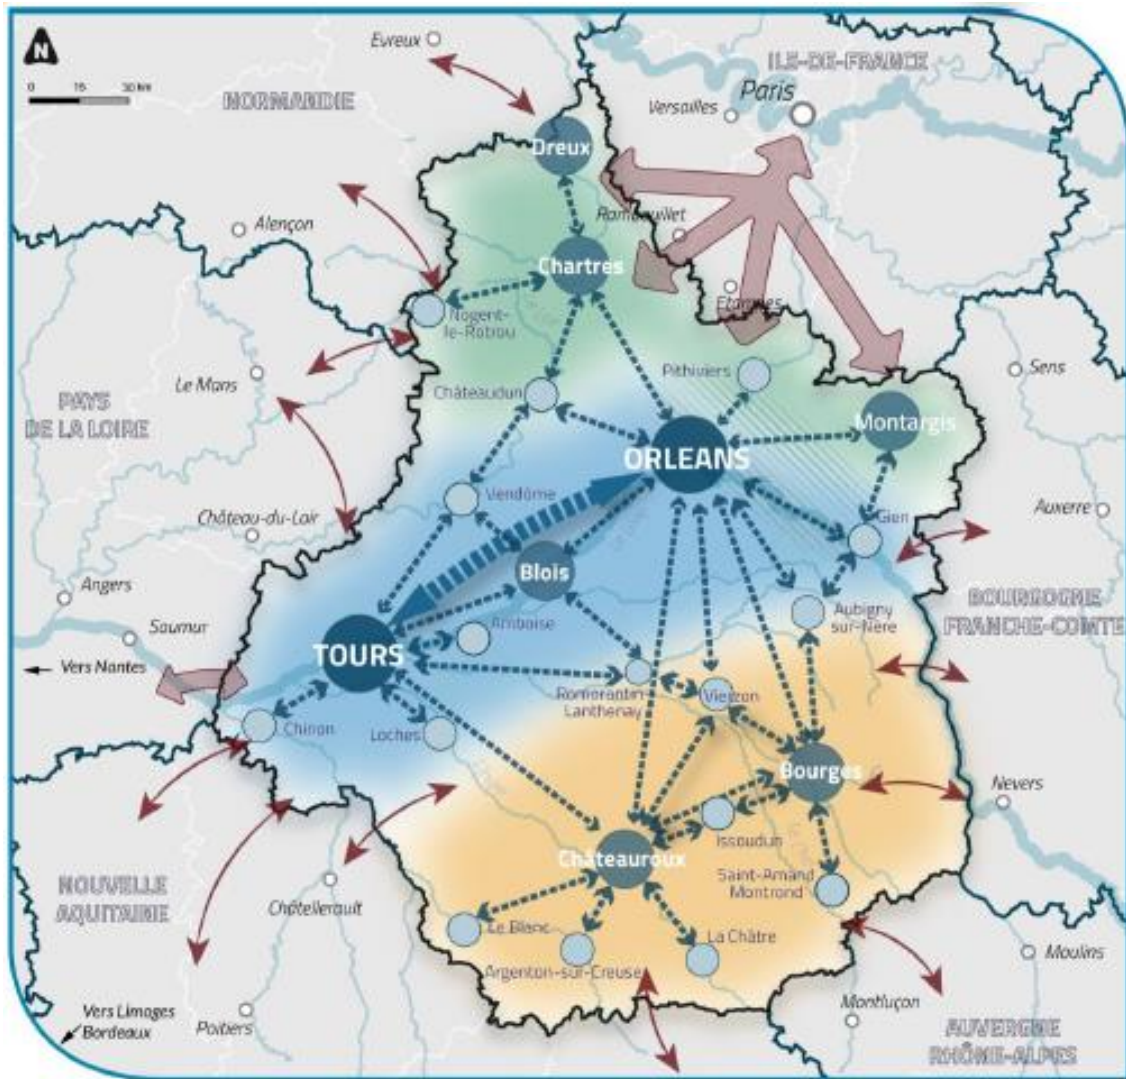 N
0 15 30 km
Evreux
NORMANDIE
ILE-DE-FRANCE
Versailles
Paris
Dreux
Alençon
Rambouillet
Chartres
Etampes
Nogent-
le-Rotrou
Le Mans
Pithiviers
Sens
Châteaudun
PAYS
DE LA LOIRE
Montargis
ORLEANS
Vendôme
Château-du-Loir
Gien
Auxerre
Blois
Angers
Amboise
Aubigny
sur-Nère
BOURGOGNE
FRANCHE-COMTE
Saumur
TOURS
Vers Nantes
Romorantin
Lanthenay
Vierzon
Chinon
Loches
Bourges
Nevers
Issoudun
Châteauroux
Saint-Amand
Montrond
NOUVELLE
AQUITAINE
Châtellerault
Le Blanc
La Châtre
Argenton-sur-Creuse
Moulins
Montluçon
Vers Limoges
Bordeaux
Poitiers
AUVERGNE
RHÔNE-ALPES